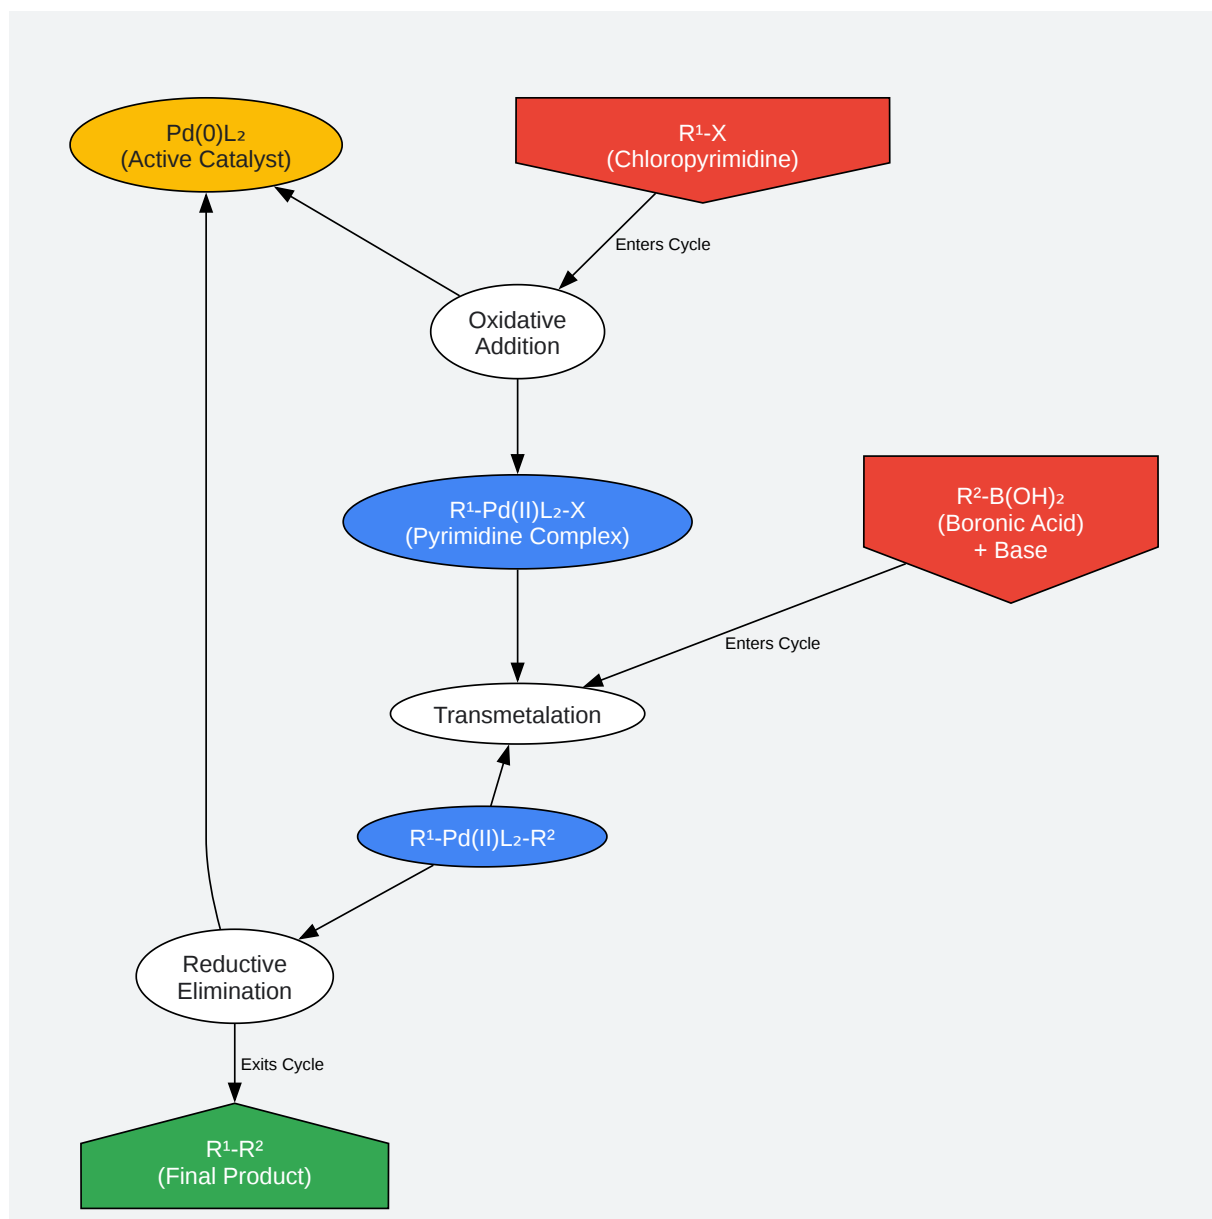 Pd(0)L₂
(Active Catalyst)
R¹-X
(Chloropyrimidine)
Enters Cycle
Oxidative
Addition
R¹-Pd(II)L₂-X
(Pyrimidine Complex)
R²-B(OH)₂
(Boronic Acid)
+ Base
Enters Cycle
Transmetalation
R¹-Pd(II)L₂-R²
Reductive
Elimination
Exits Cycle
R¹-R²
(Final Product)